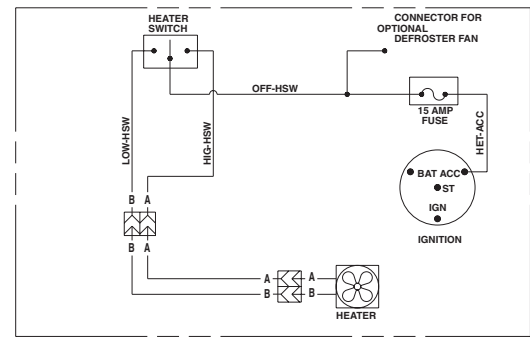 HEATER
SWITCH
CONNECTOR FOR
OPTIONAL
DEFROSTER FAN
OFF-HSW
15 AMP
FUSE
LOW-HSW
HIG-HSW
HET-ACC
BAT ACC
ST
IGN
IGNITION
B A
B A
A A
B B
HEATER